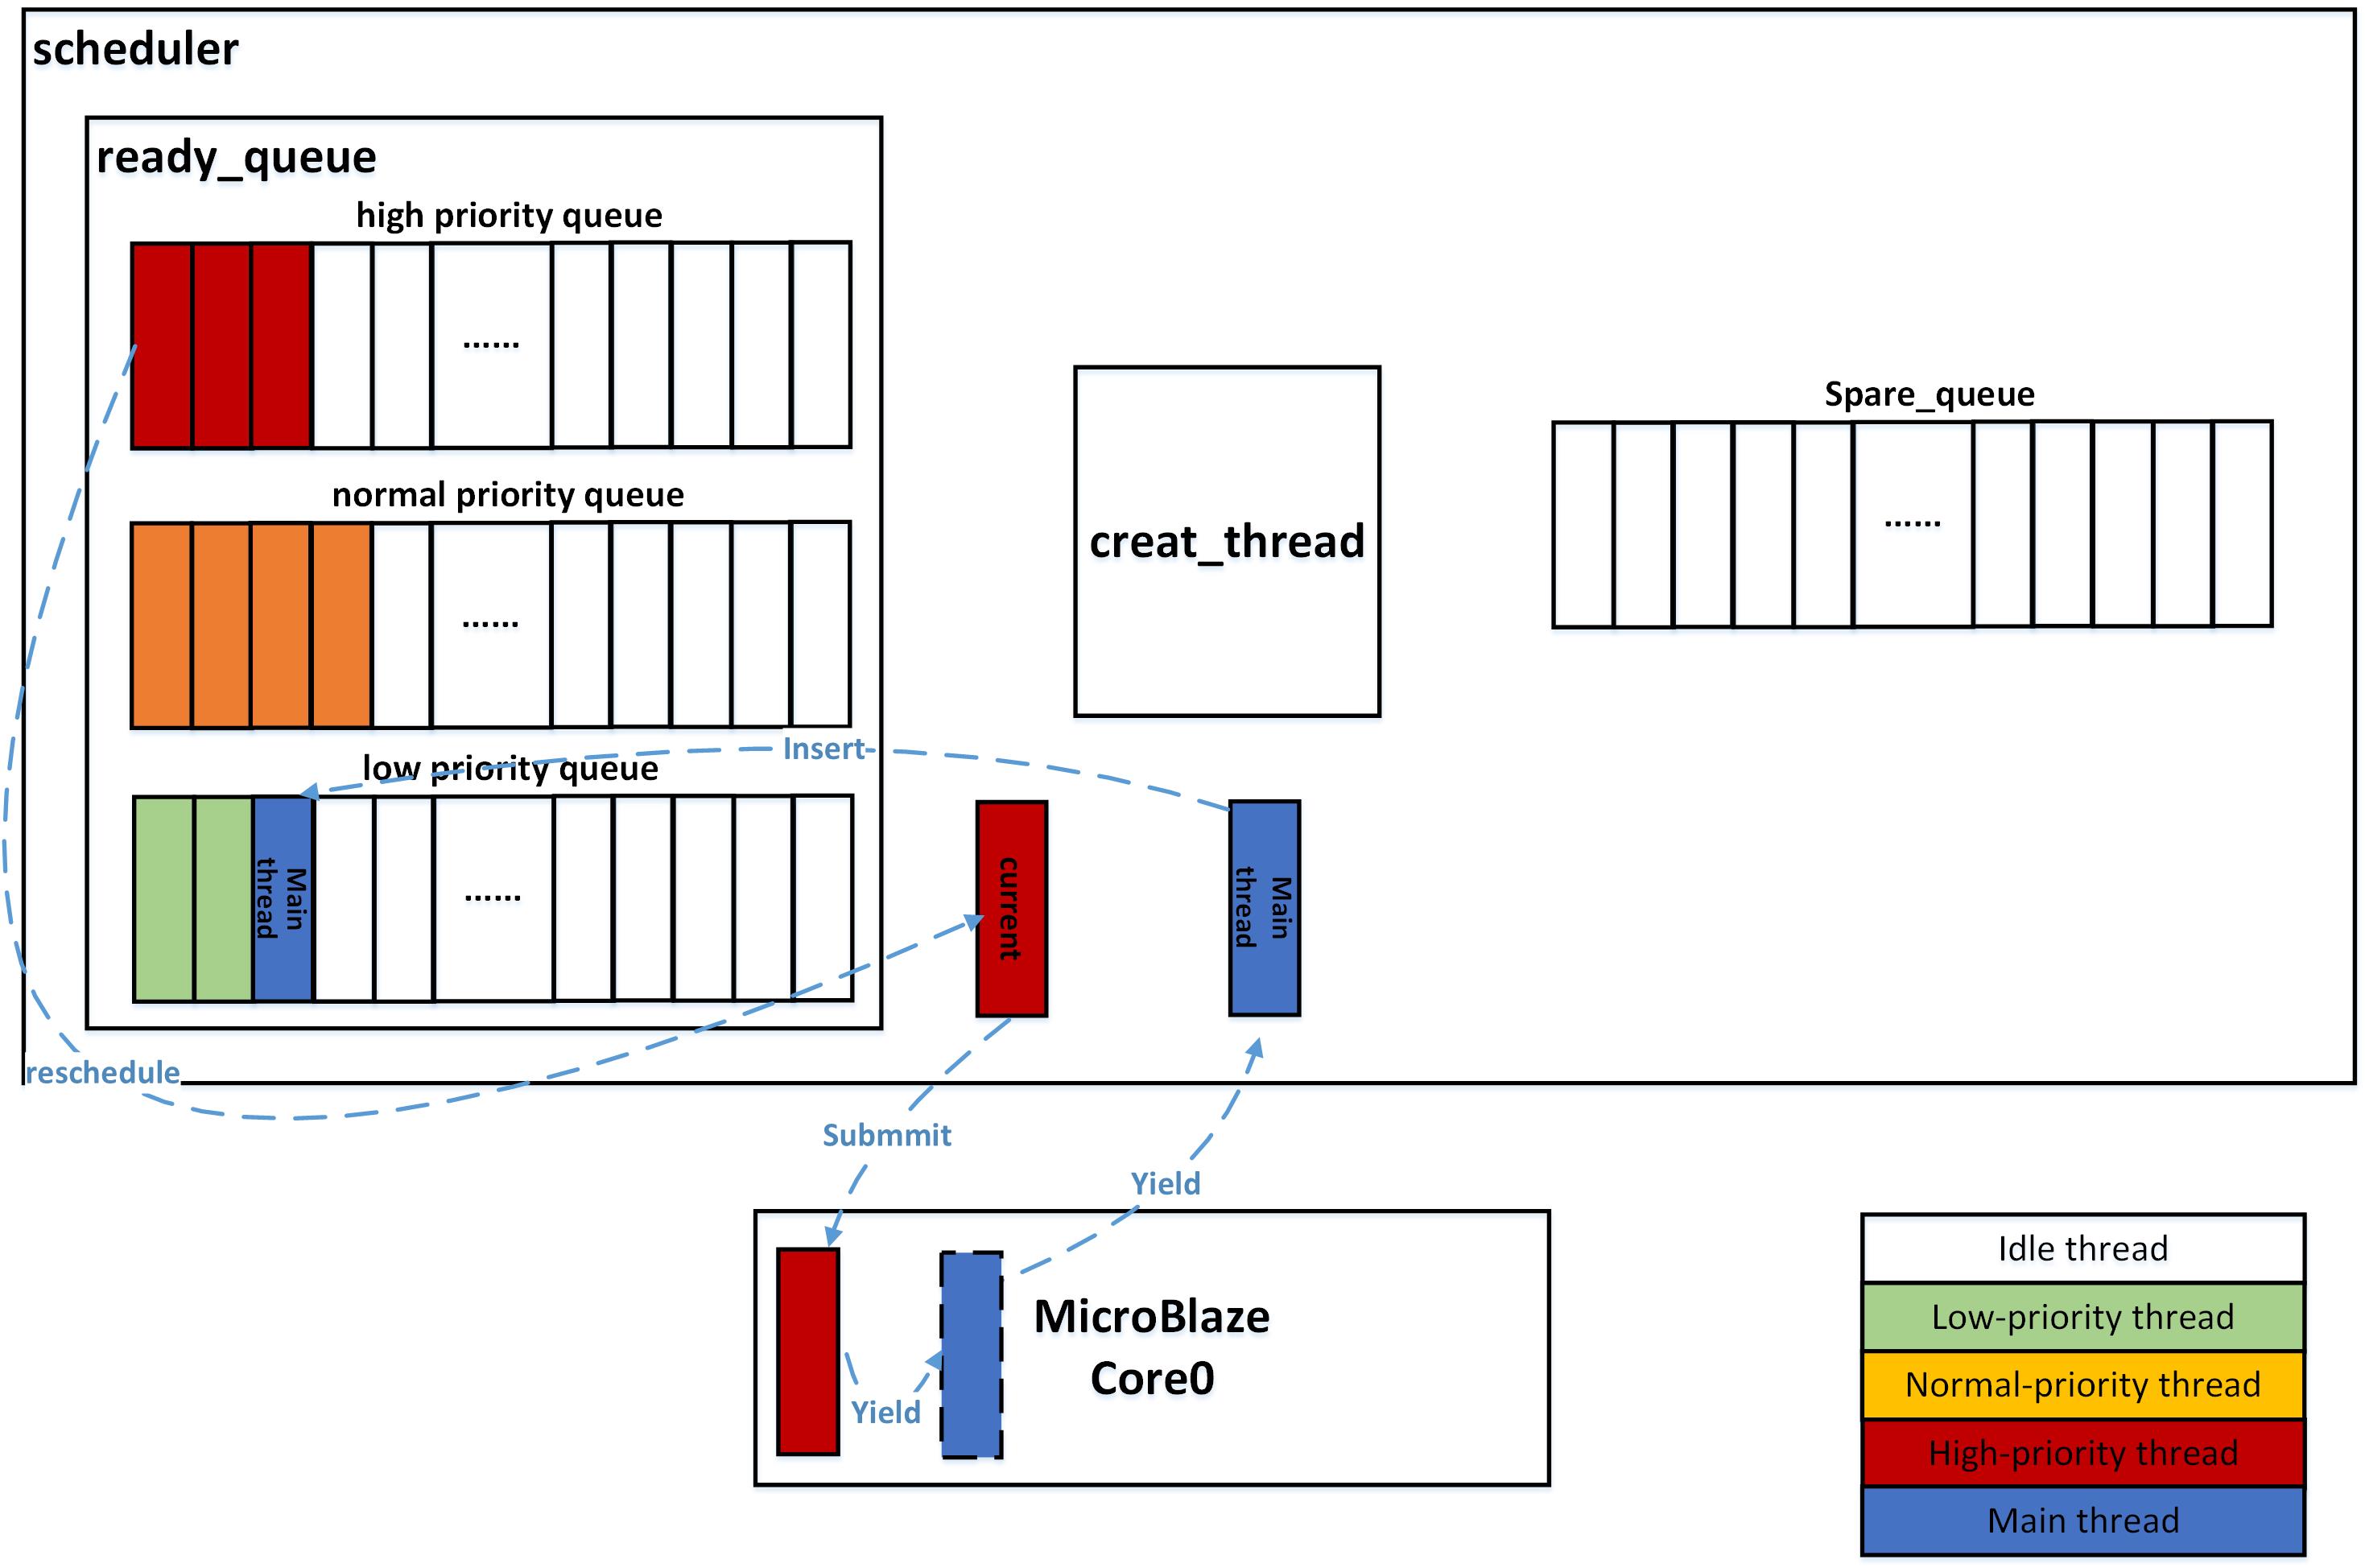 scheduler
ready_queue
high priority queue
......
normal priority queue
......
Insert
low priority queue
Main
thread
......
creat_thread
Spare_queue
......
current
Main
thread
reschedule
Submmit
Yield
Yield
MicroBlaze
Core0
Idle thread
Low-priority thread
Normal-priority thread
High-priority thread
Main thread